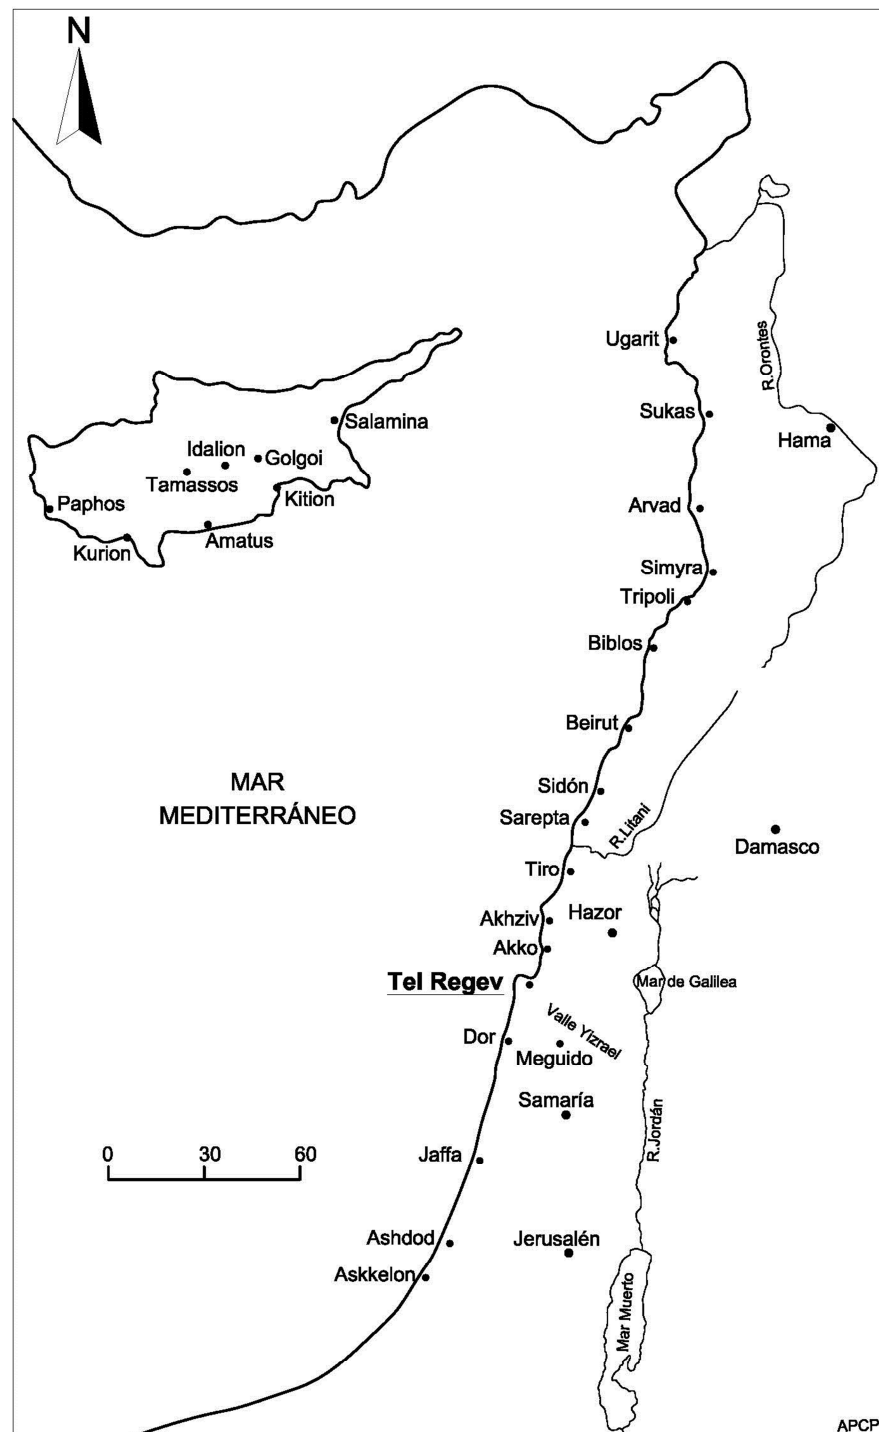 N
Ugarit
R.Orontes
Sukas
Salamina
Hama
Idalion
Golgoi
Tamassos
Kition
Paphos
Arvad
Amatus
Kurion
Simyra
Tripoli
Biblos
Beirut
MAR
MEDITERRÁNEO
Sidón
Sarepta
R.Litani
Damasco
Tiro
Hazor
Akhziv
Akko
Tel Regev
Mar de Galilea
Valle Yizrael
Dor
Meguido
Samaría
R.Jordán
0 30 60
Jaffa
Ashdod
Jerusalén
Askkelon
Mar Muerto
APCP